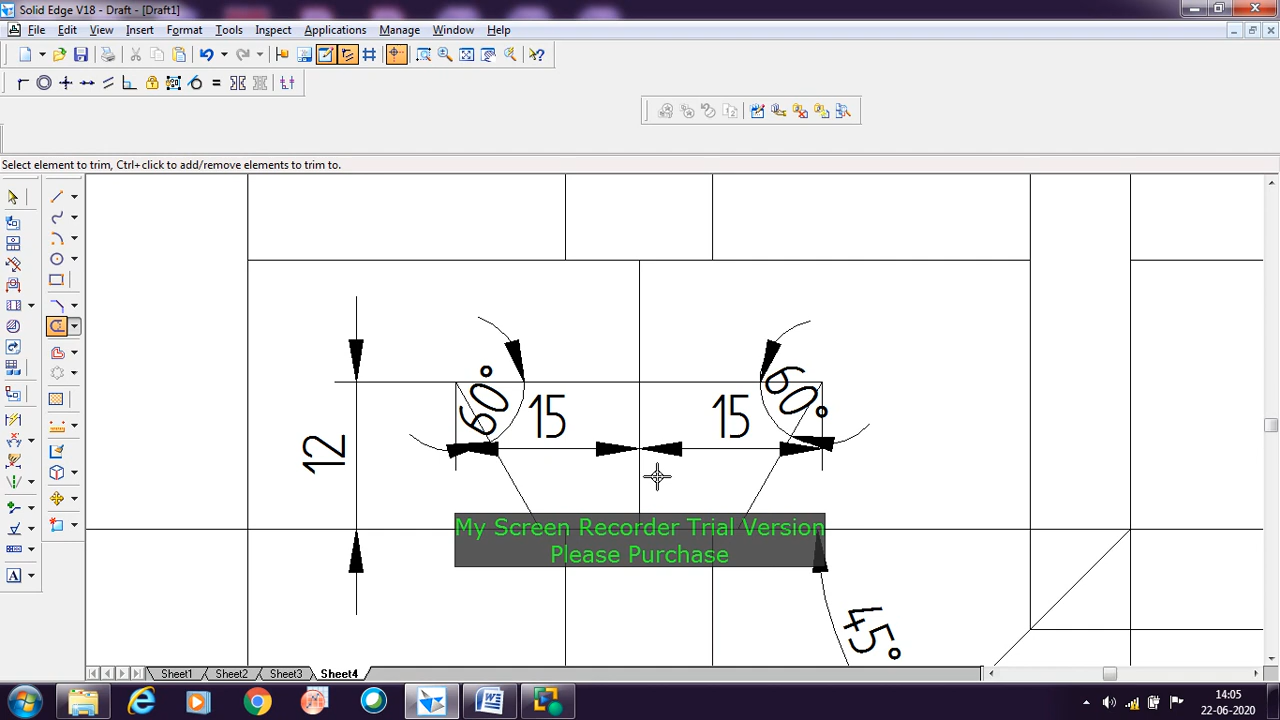 Solid Edge V18 - Draft - [Draft1]
File Edit View Insert Format Tools Inspect Applications Manage Window Help
Select element to trim, Ctrl+click to add/remove elements to trim to.
60°
60°
15
15
12
My Screen Recorder Trial Version
Please Purchase
45°
Sheet1 Sheet2 Sheet3 Sheet4
14:05
22-06-2020